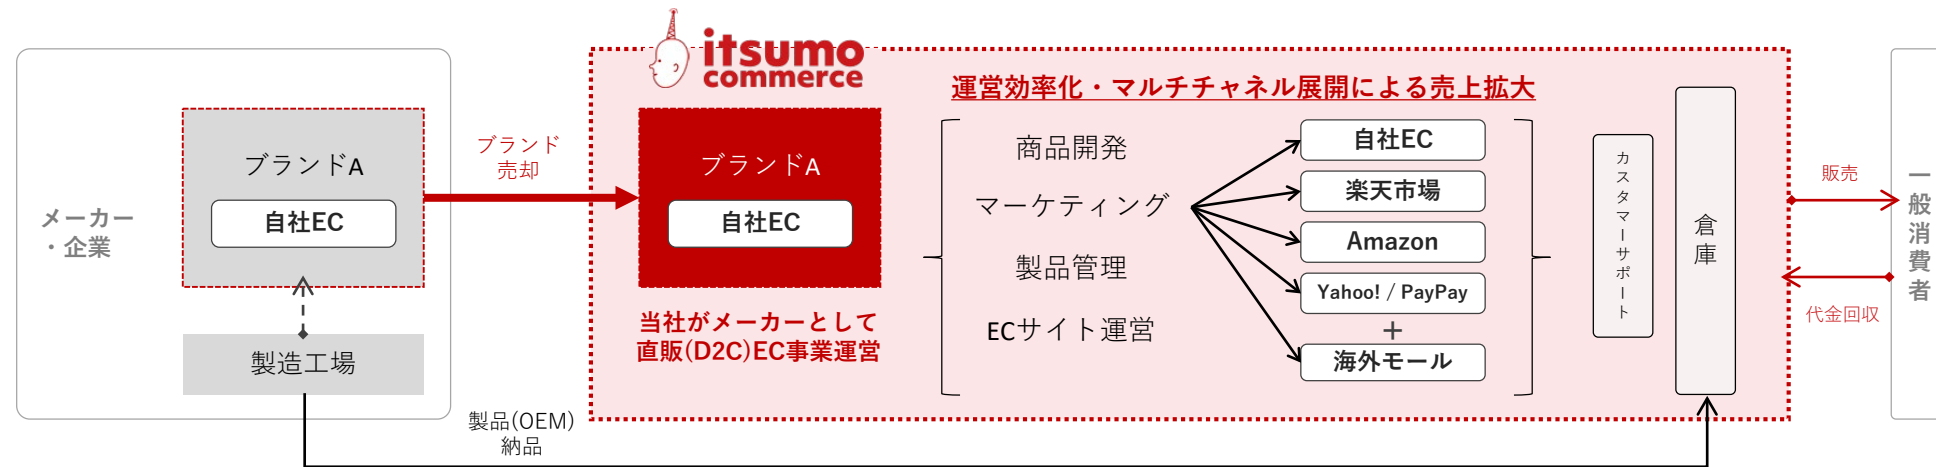 メーカー
・企業
ブランドA
自社EC
製造工場
ブランド
売却
製品(OEM)
納品
itsumo
commerce
ブランドA
自社EC
当社がメーカーとして
直販(D2C)EC事業運営
運営効率化・マルチチャネル展開による売上拡大
商品開発
マーケティング
製品管理
ECサイト運営
自社EC
楽天市場
Amazon
Yahoo! / PayPay
+
海外モール
カスタマーサポート
倉庫
販売
代金回収
一般消費者